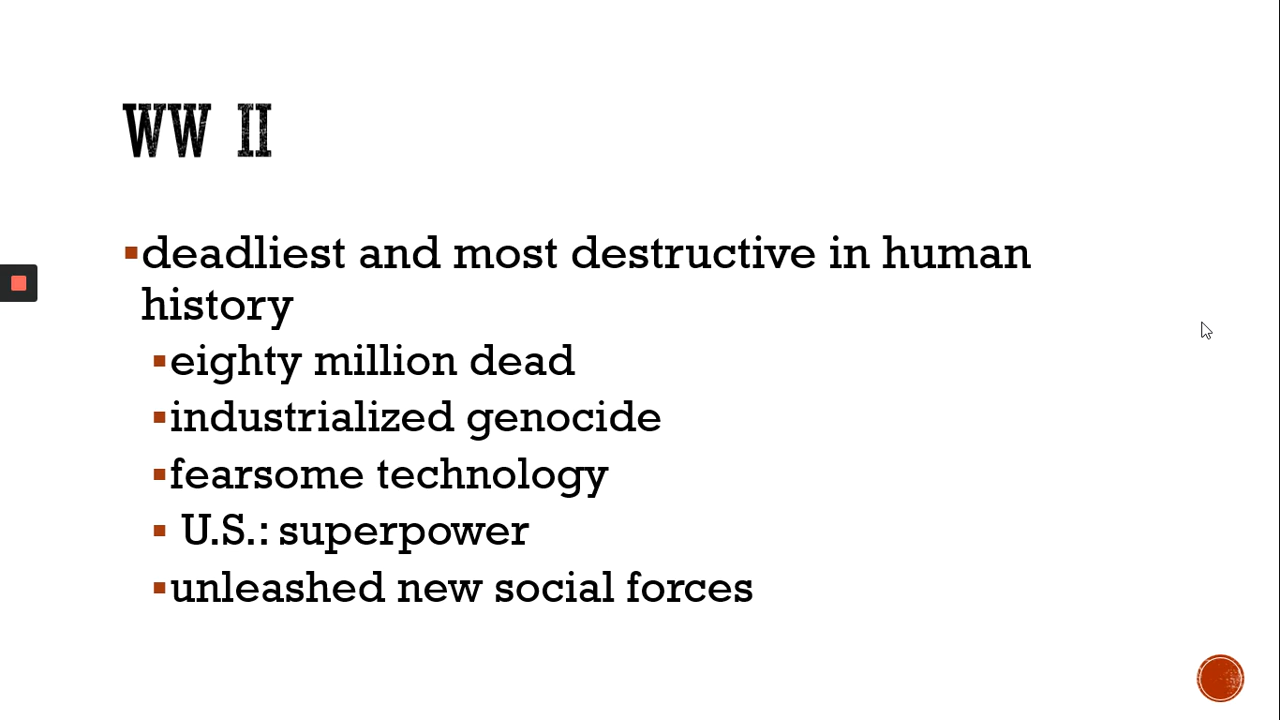 WW II
deadliest and most destructive in human
history
eighty million dead
industrialized genocide
fearsome technology
U.S.: superpower
unleashed new social forces